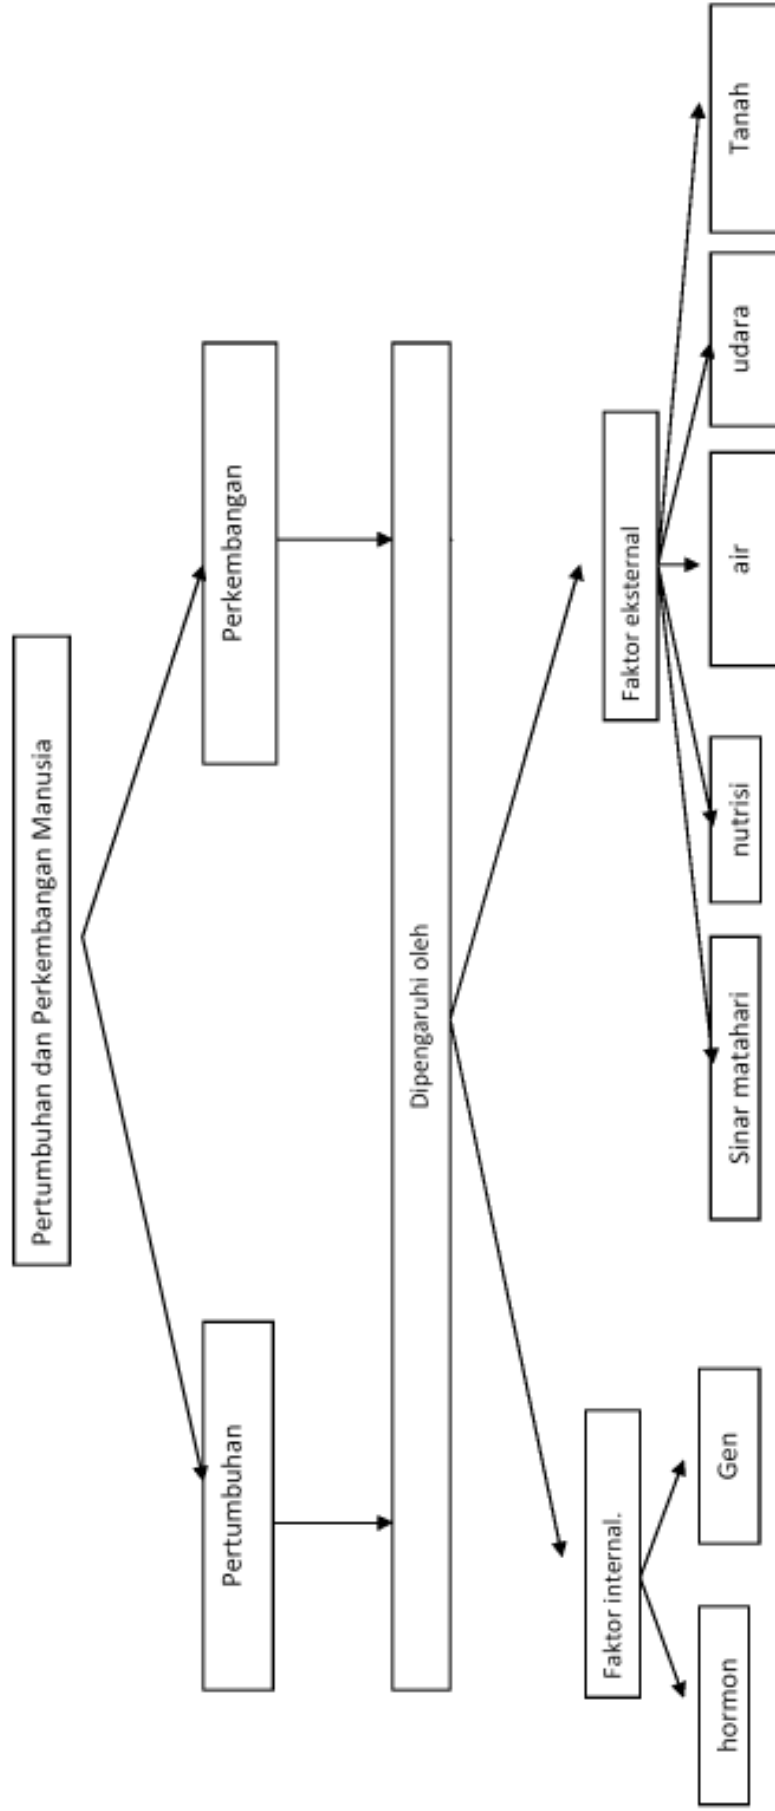 Pertumbuhan dan Perkembangan Manusia
Pertumbuhan
Perkembangan
Dipengaruhi oleh
Faktor internal.
Faktor eksternal
hormon
Gen
Sinar matahari
nutrisi
air
udara
Tanah